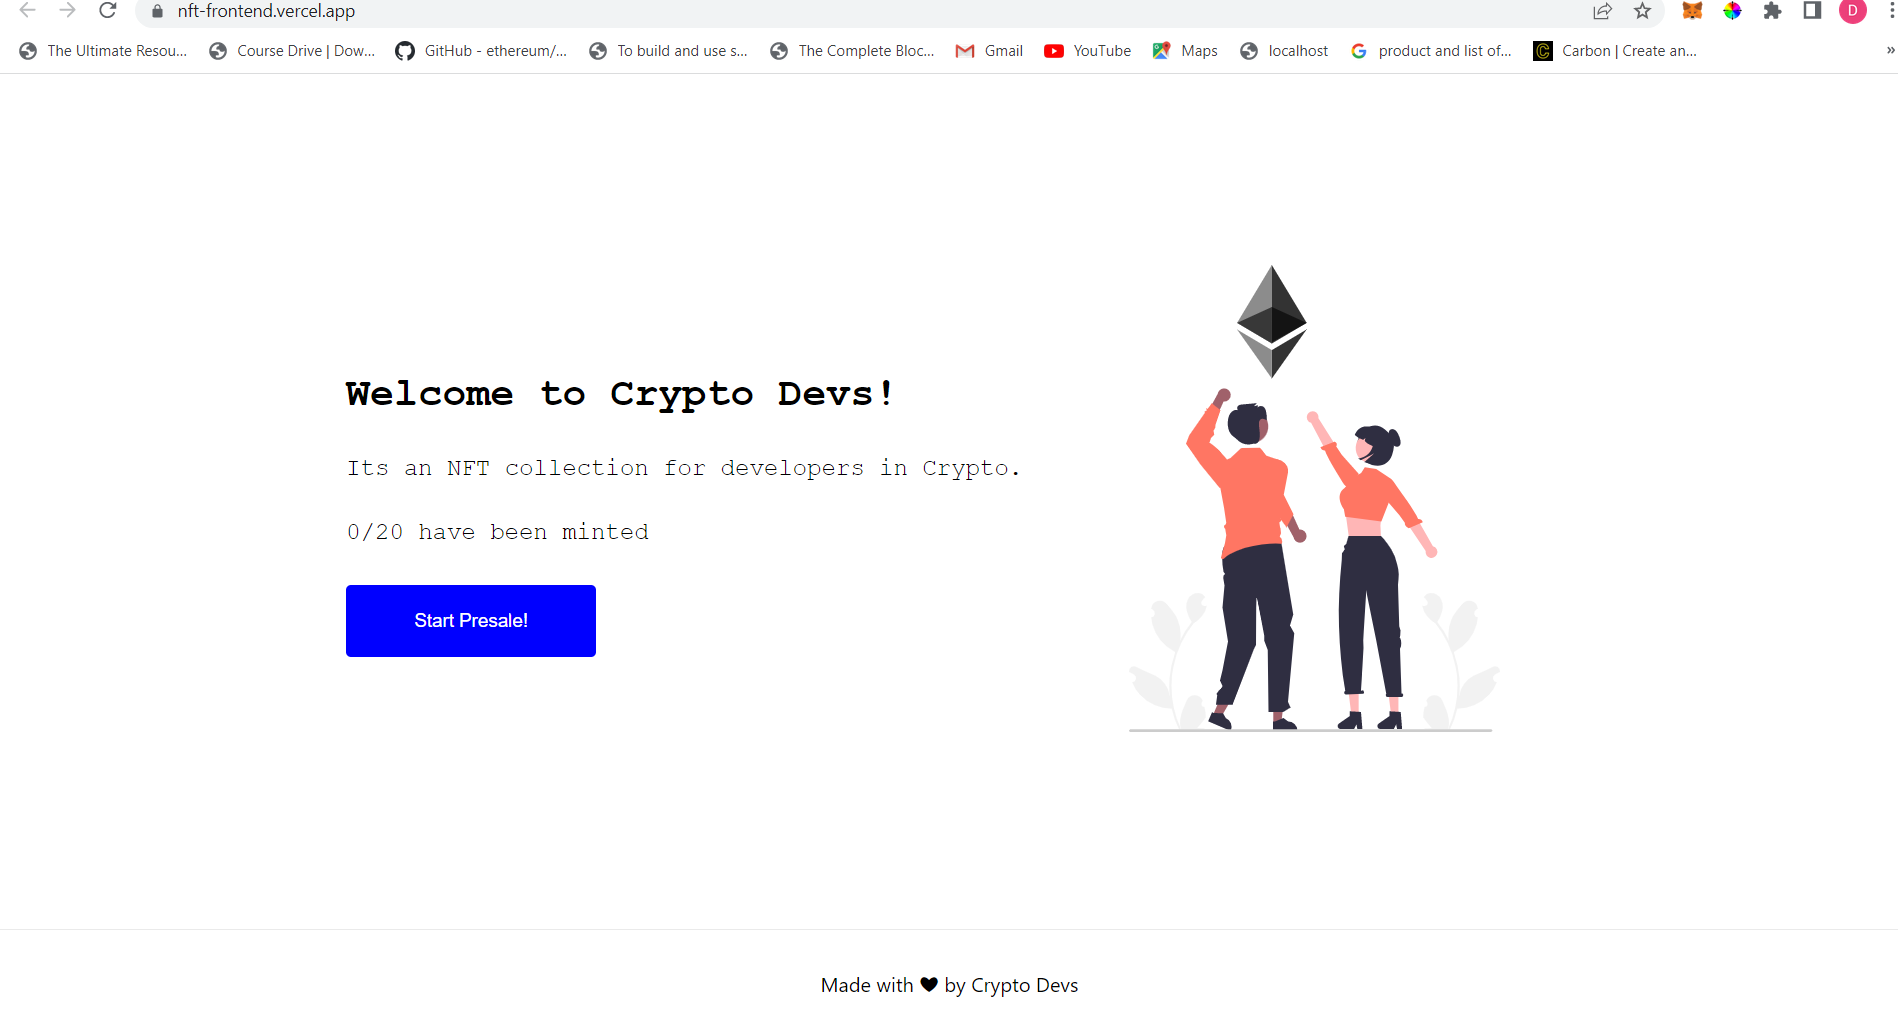 nft-frontend.vercel.app
D
The Ultimate Resou... Course Drive | Dow... GitHub - ethereum/... To build and use s... The Complete Bloc... Gmail YouTube Maps localhost product and list of... Carbon | Create an... »
Welcome to Crypto Devs!
Its an NFT collection for developers in Crypto.
0/20 have been minted
Start Presale!
Made with ❤ by Crypto Devs